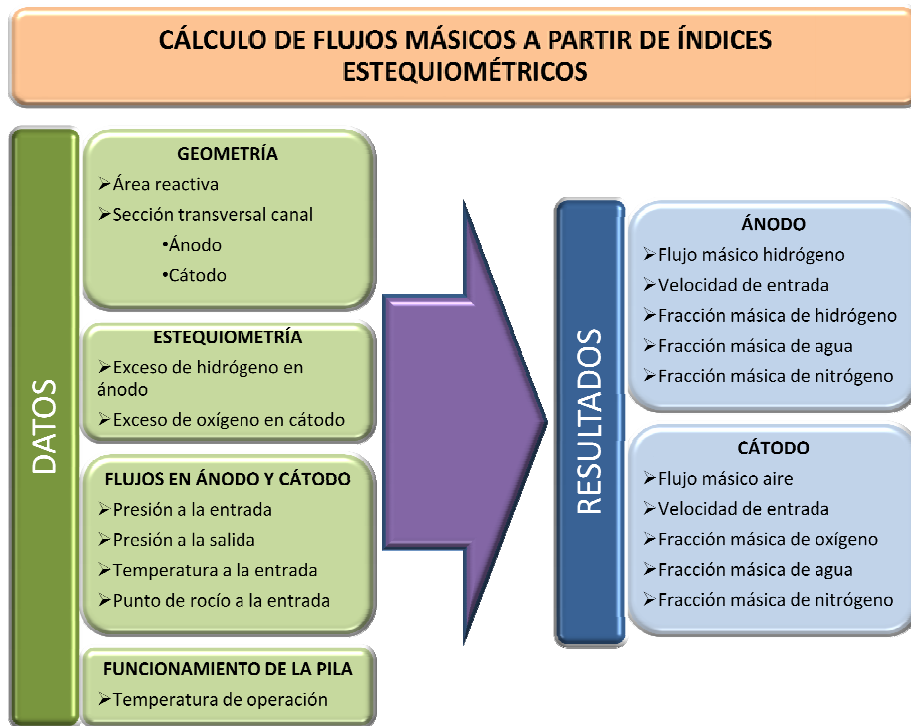 CÁLCULO DE FLUJOS MÁSICOS A PARTIR DE ÍNDICES
ESTEQUIOMÉTRICOS
DATOS
GEOMETRÍA
➢Área reactiva
➢Sección transversal canal
•Ánodo
•Cátodo
ESTEQUIOMETRÍA
➢Exceso de hidrógeno en
ánodo
➢Exceso de oxígeno en cátodo
FLUJOS EN ÁNODO Y CÁTODO
➢Presión a la entrada
➢Presión a la salida
➢Temperatura a la entrada
➢Punto de rocío a la entrada
FUNCIONAMIENTO DE LA PILA
➢Temperatura de operación
RESULTADOS
ÁNODO
➢Flujo másico hidrógeno
➢Velocidad de entrada
➢Fracción másica de hidrógeno
➢Fracción másica de agua
➢Fracción másica de nitrógeno
CÁTODO
➢Flujo másico aire
➢Velocidad de entrada
➢Fracción másica de oxígeno
➢Fracción másica de agua
➢Fracción másica de nitrógeno